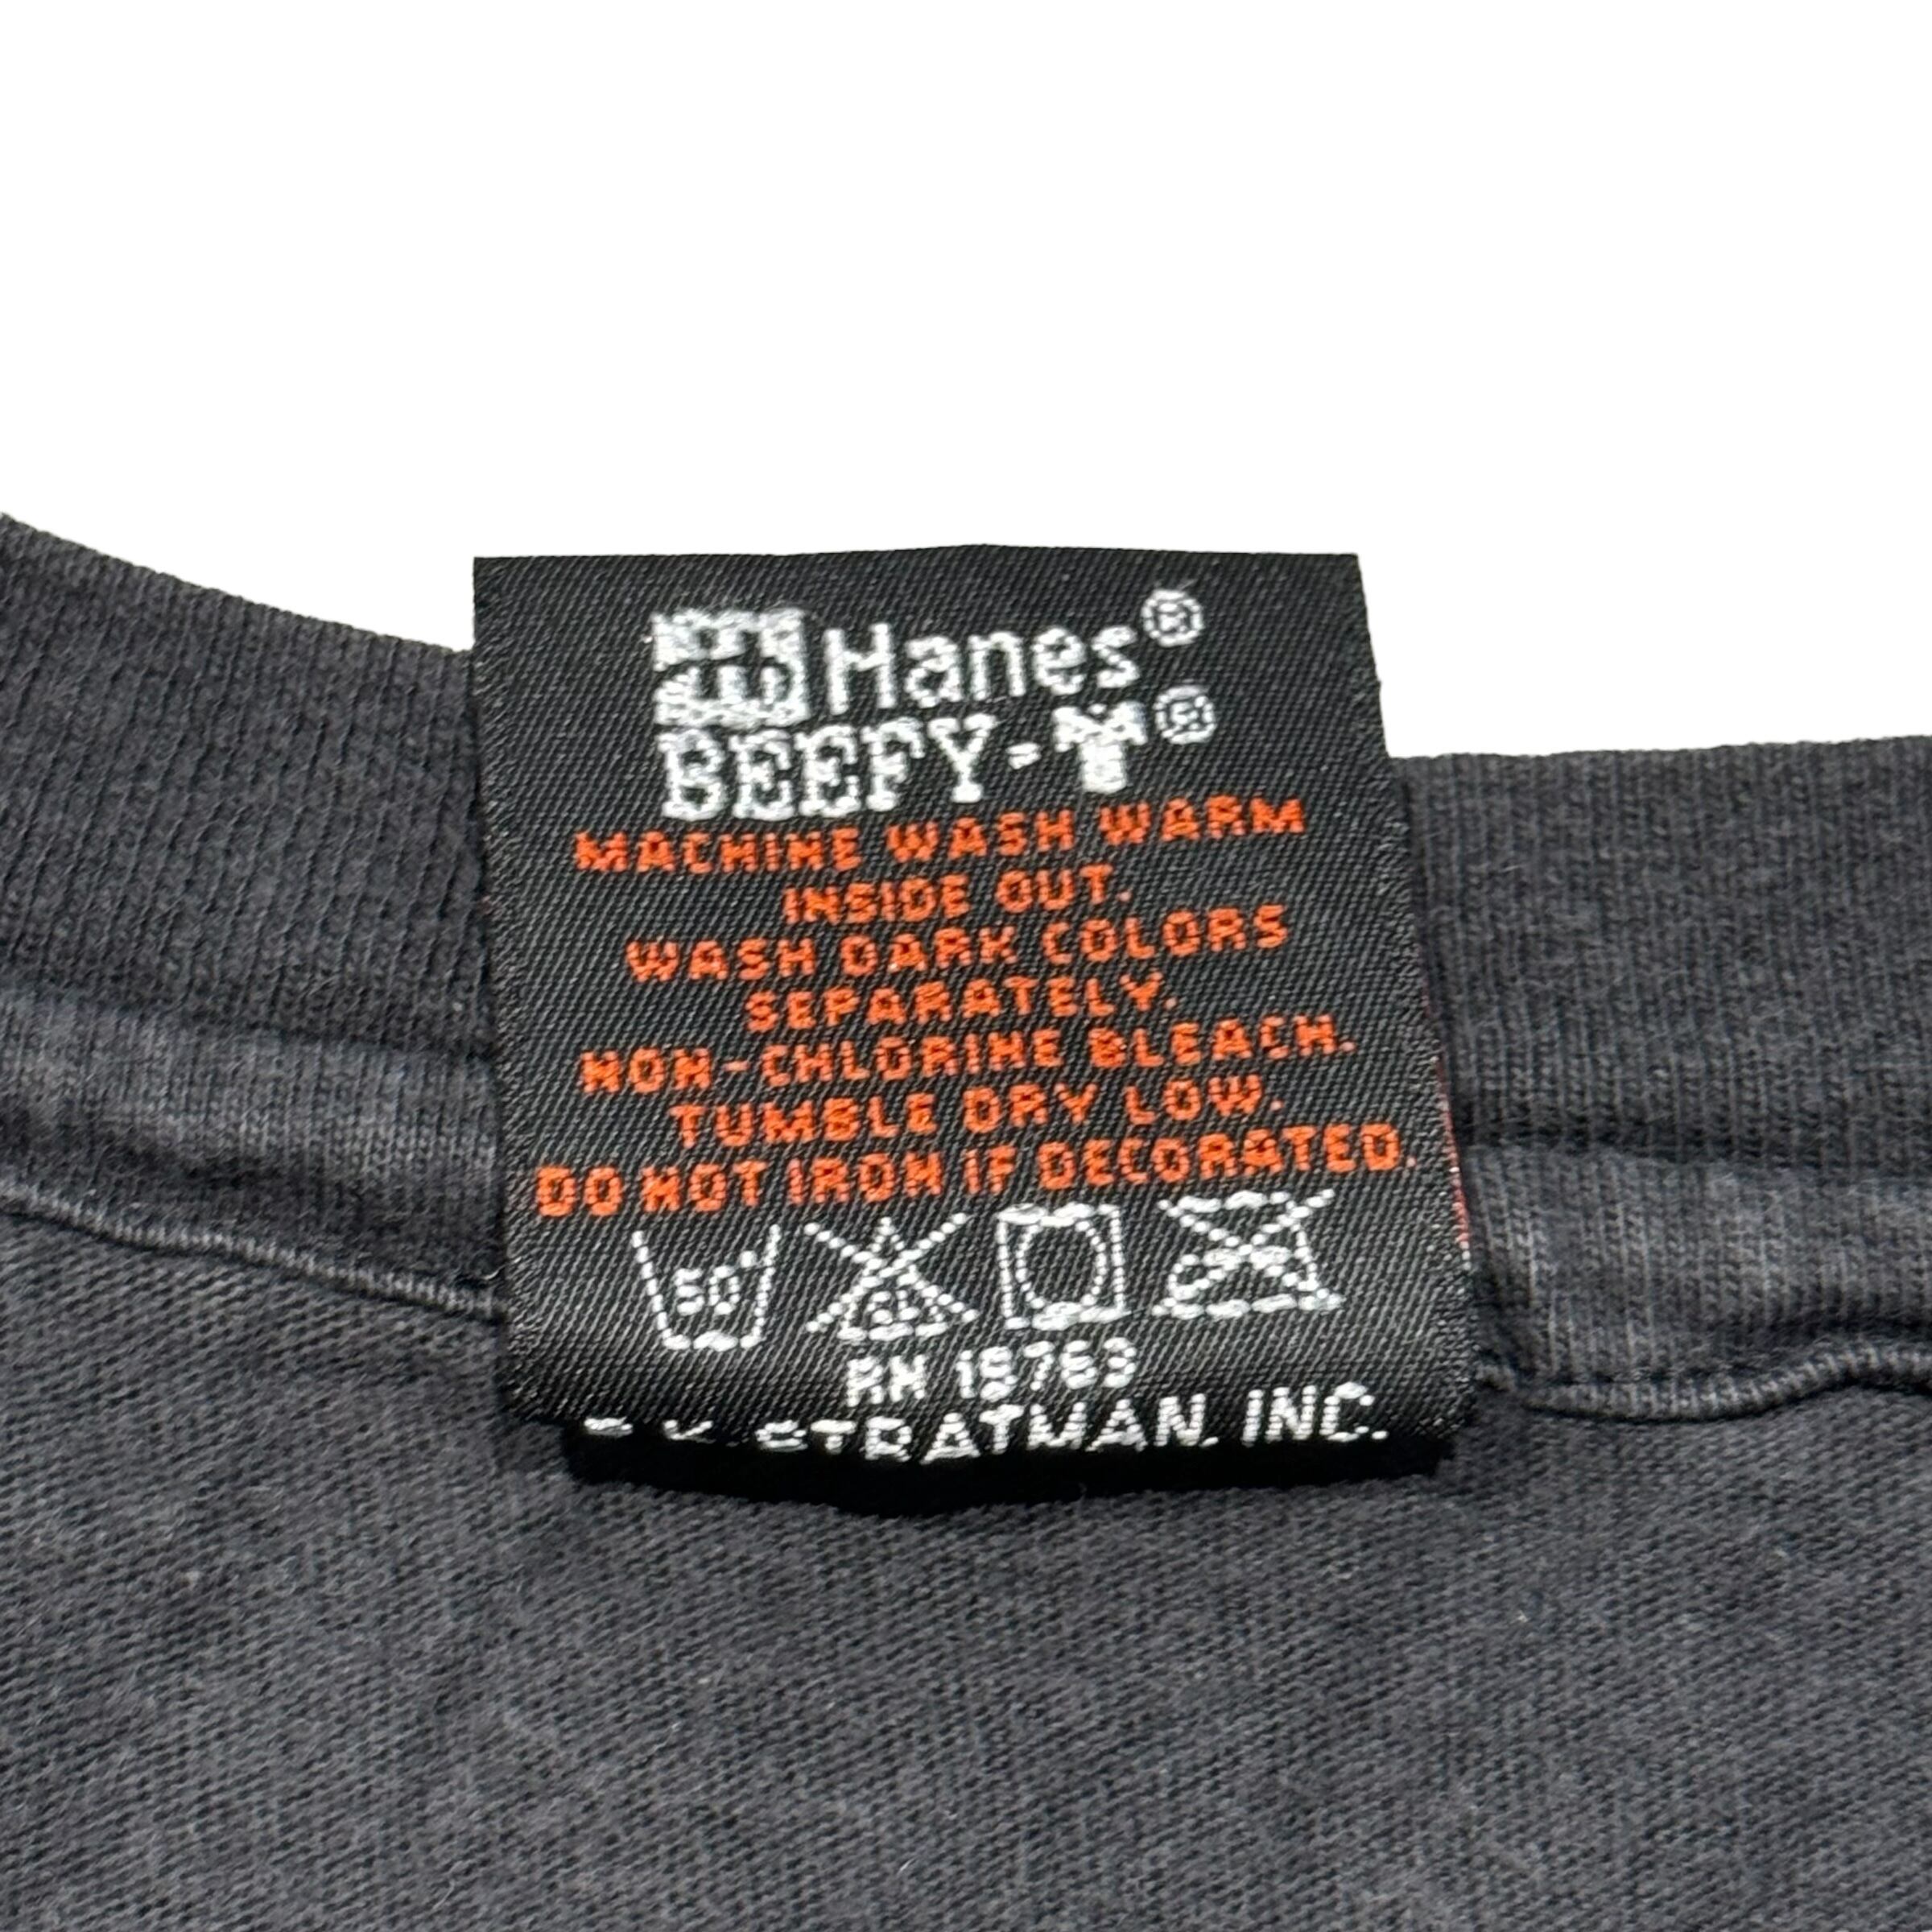 Hanes®
BEEFY-T®
MACHINE WASH WARM
INSIDE OUT.
WASH DARK COLORS
SEPARATELY.
NON-CHLORINE BLEACH.
TUMBLE DRY LOW.
DO NOT IRON IF DECORATED.
50° CL
RN 15763
STRATMAN, INC.